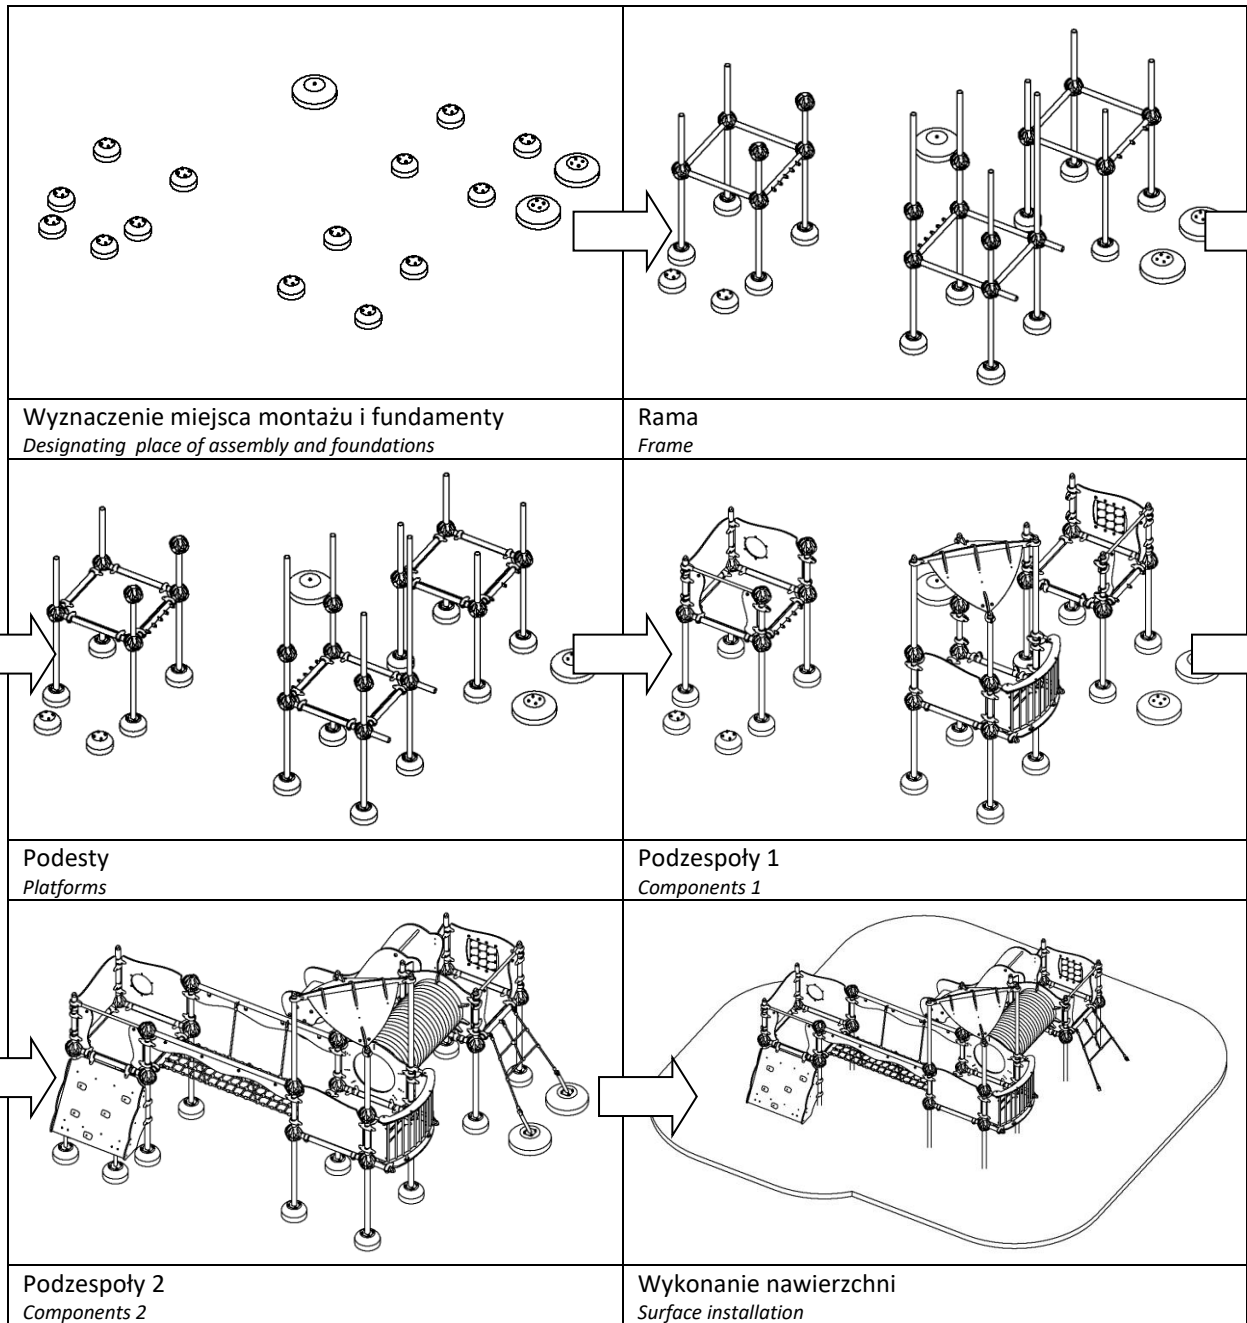 Wyznaczenie miejsca montażu i fundamenty
Designating place of assembly and foundations
Rama
Frame
Podesty
Platforms
Podzespoły 1
Components 1
Podzespoły 2
Components 2
Wykonanie nawierzchni
Surface installation